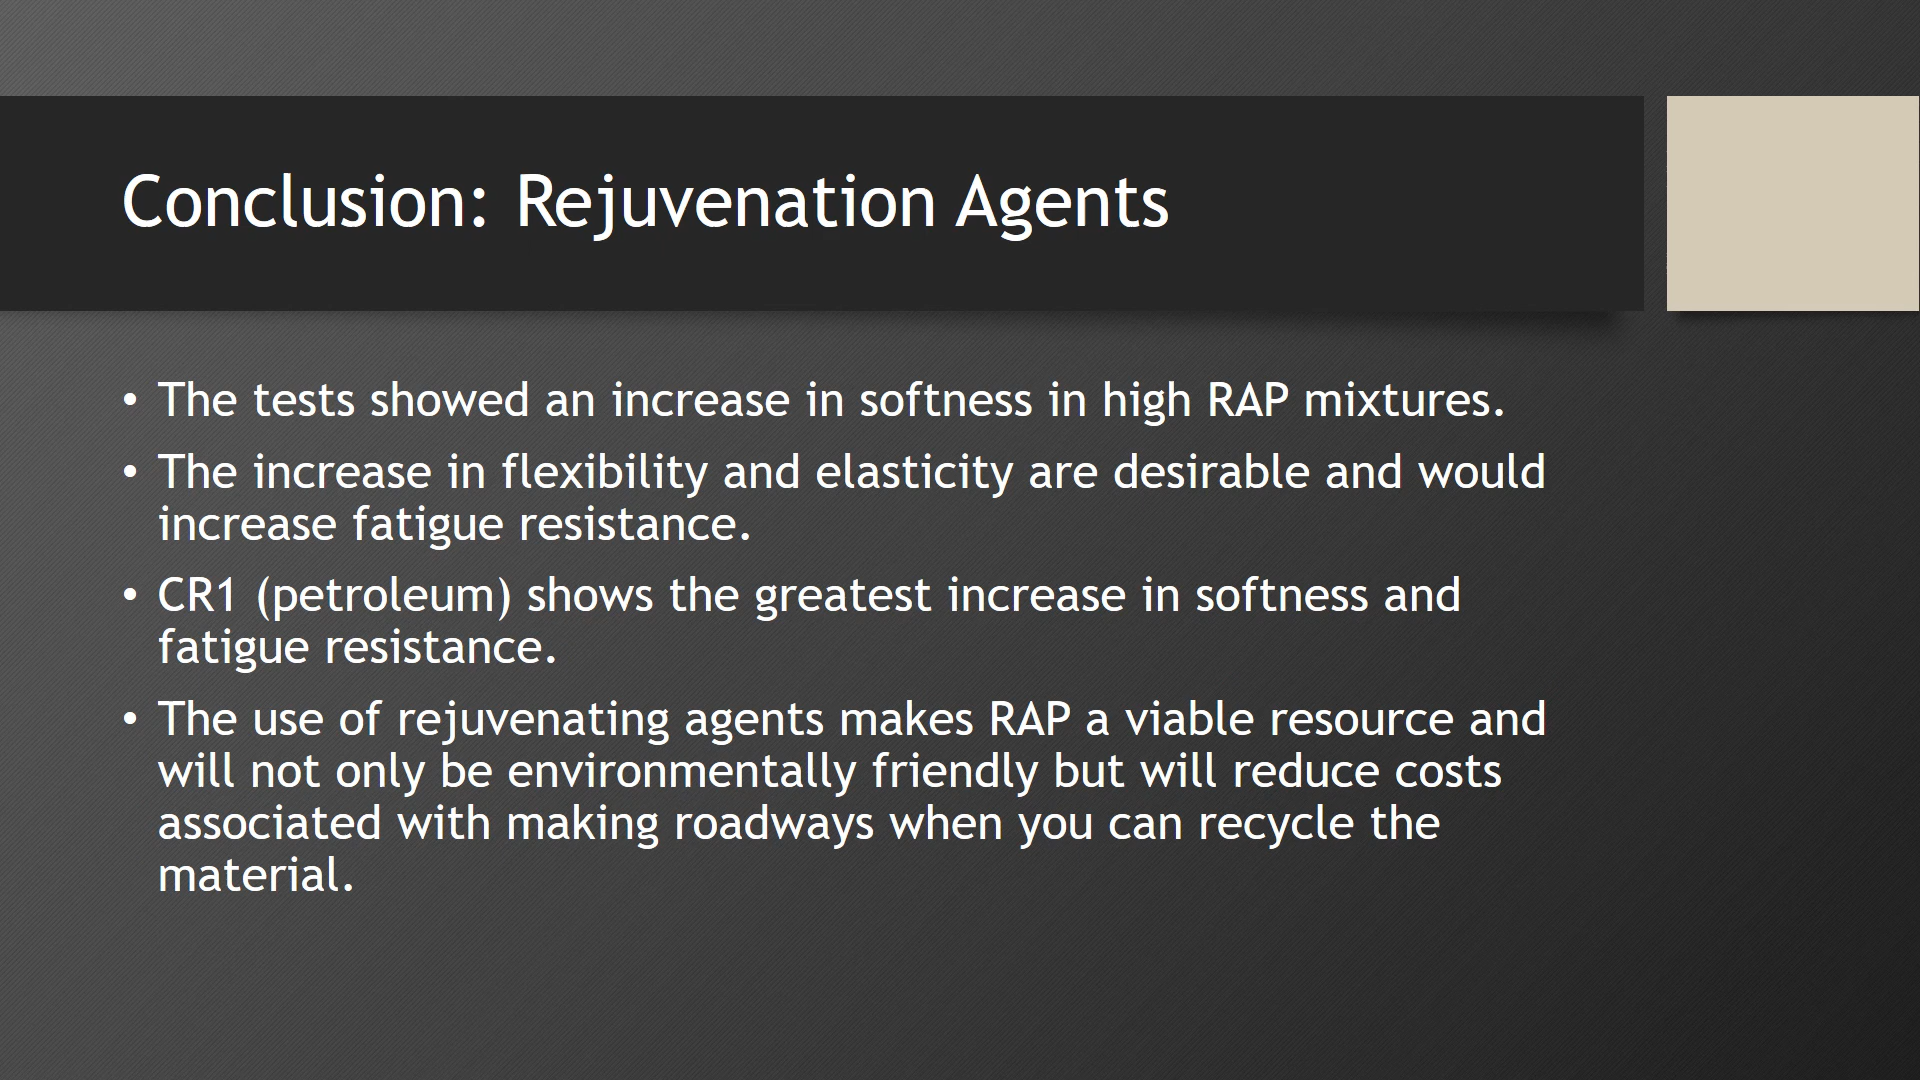 Conclusion: Rejuvenation Agents
• The tests showed an increase in softness in high RAP mixtures.
• The increase in flexibility and elasticity are desirable and would
increase fatigue resistance.
• CR1 (petroleum) shows the greatest increase in softness and
fatigue resistance.
• The use of rejuvenating agents makes RAP a viable resource and
will not only be environmentally friendly but will reduce costs
associated with making roadways when you can recycle the
material.